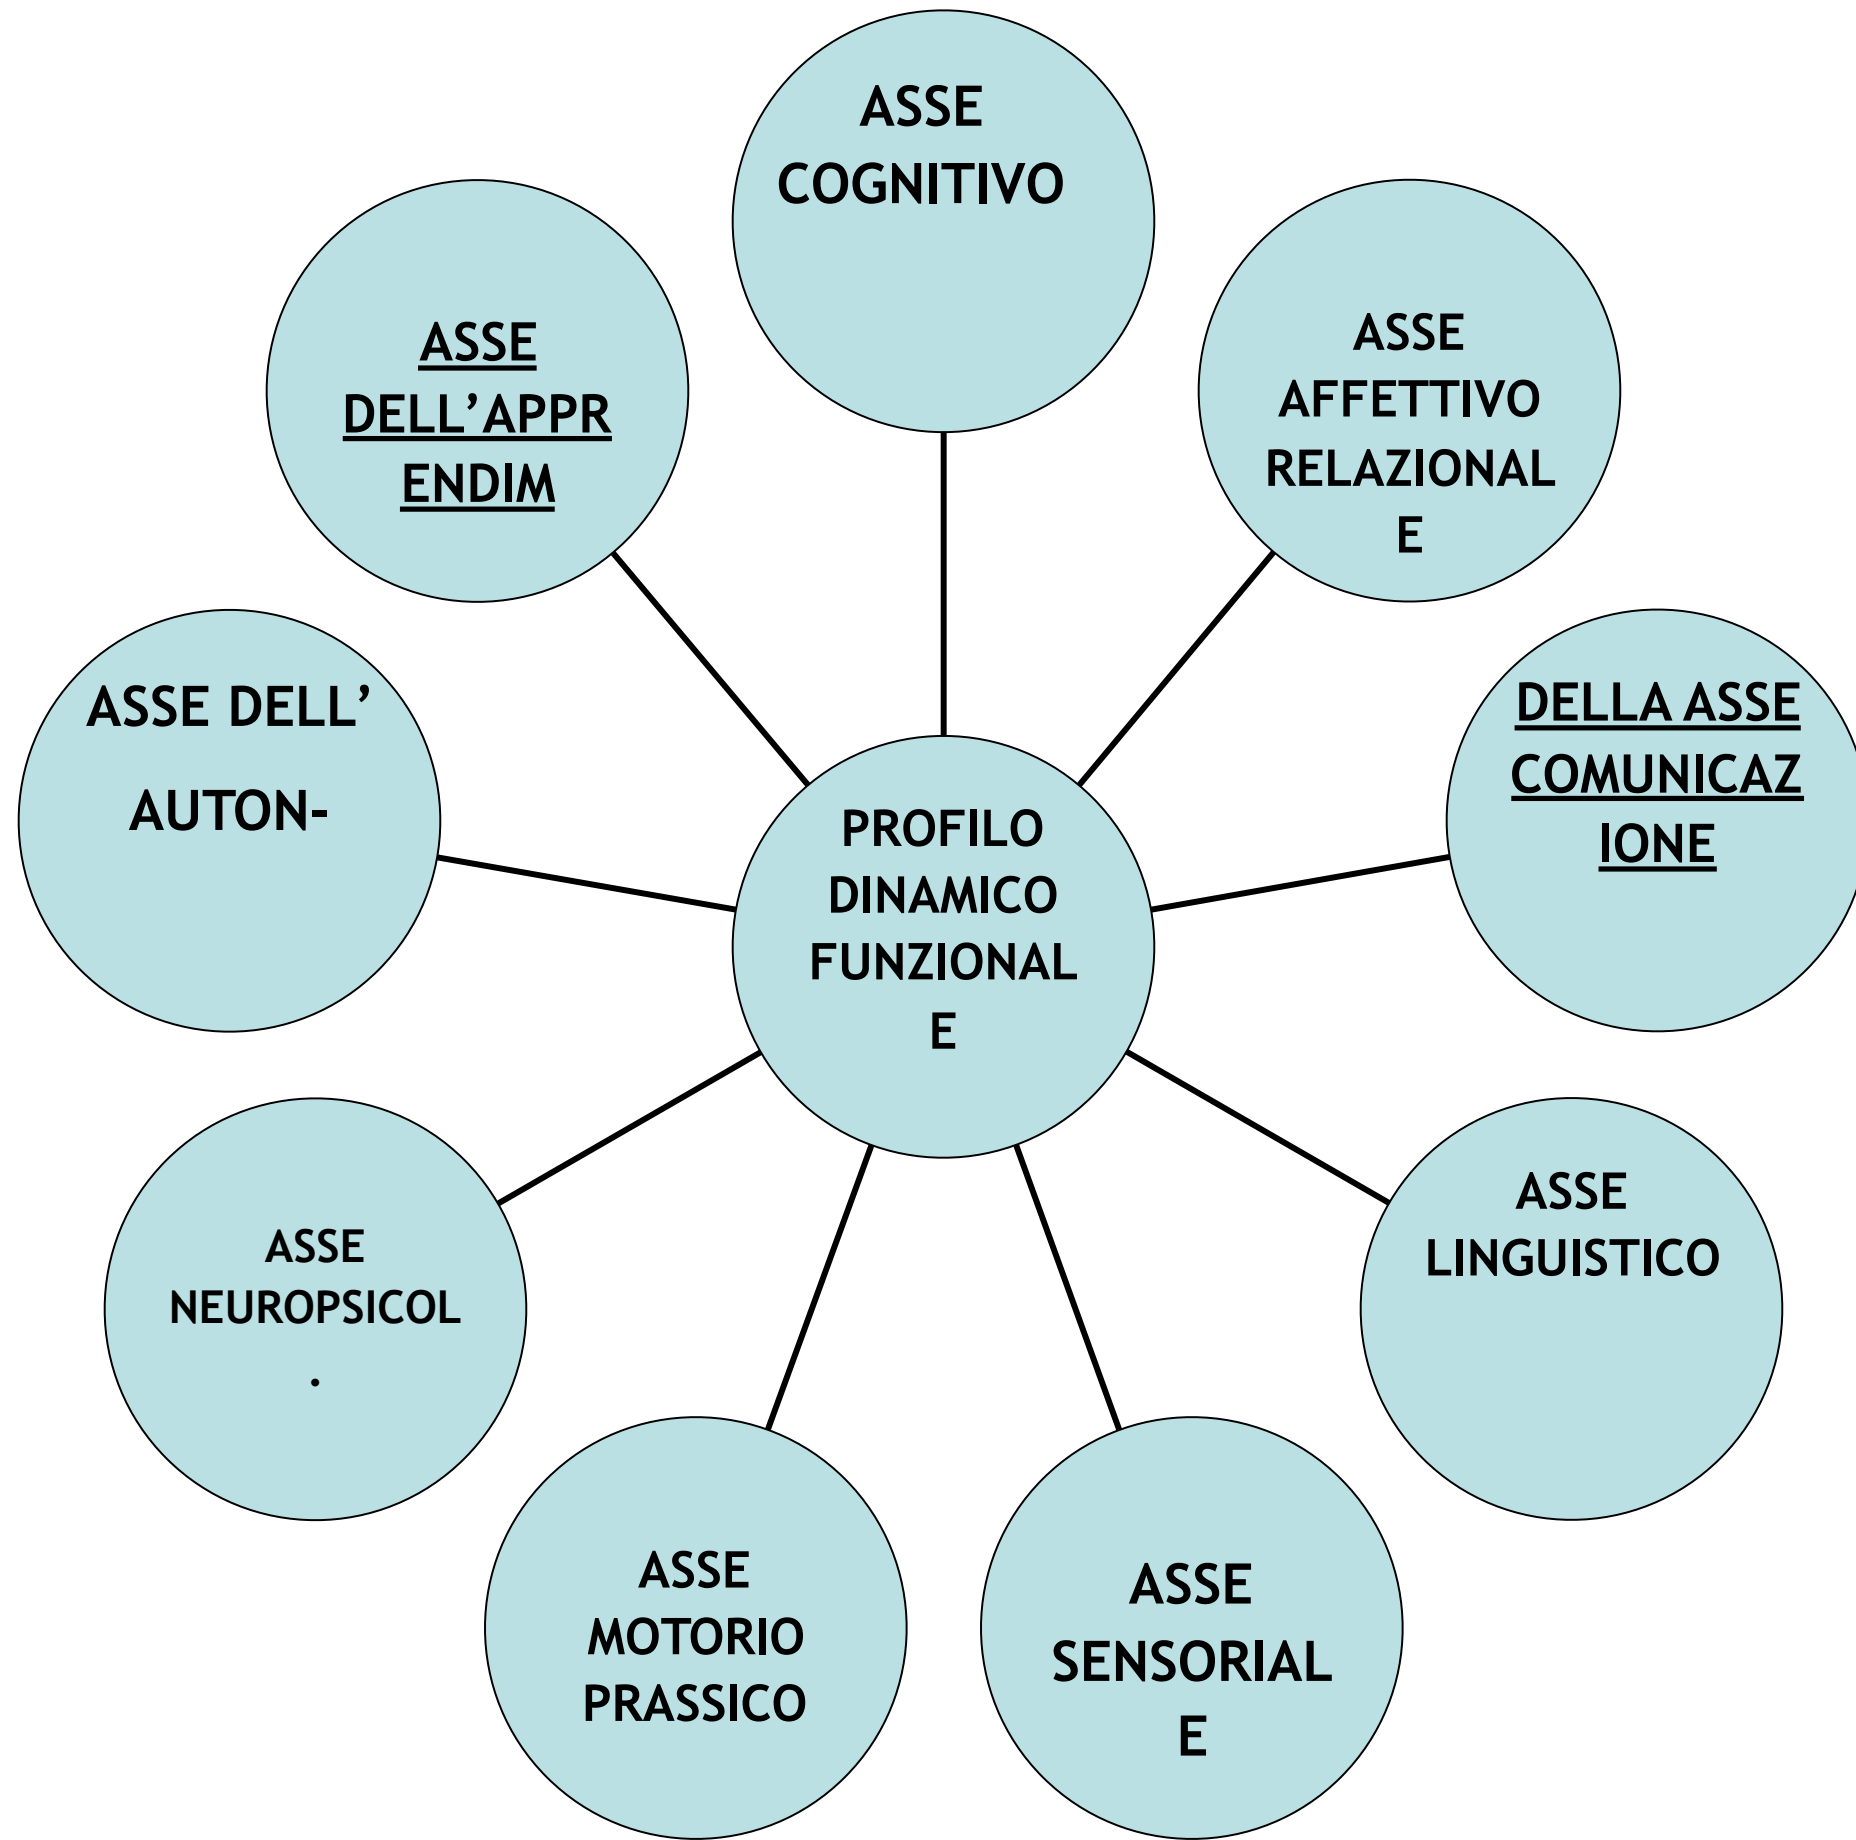 ASSE
COGNITIVO
ASSE
AFFETTIVO
RELAZIONAL
E
DELLA ASSE
COMUNICAZ
IONE
ASSE
LINGUISTICO
ASSE
SENSORIAL
E
ASSE
MOTORIO
PRASSICO
ASSE
NEUROPSICOL
.
ASSE DELL’
AUTON-
ASSE
DELL’APPR
ENDIM
PROFILO
DINAMICO
FUNZIONAL
E